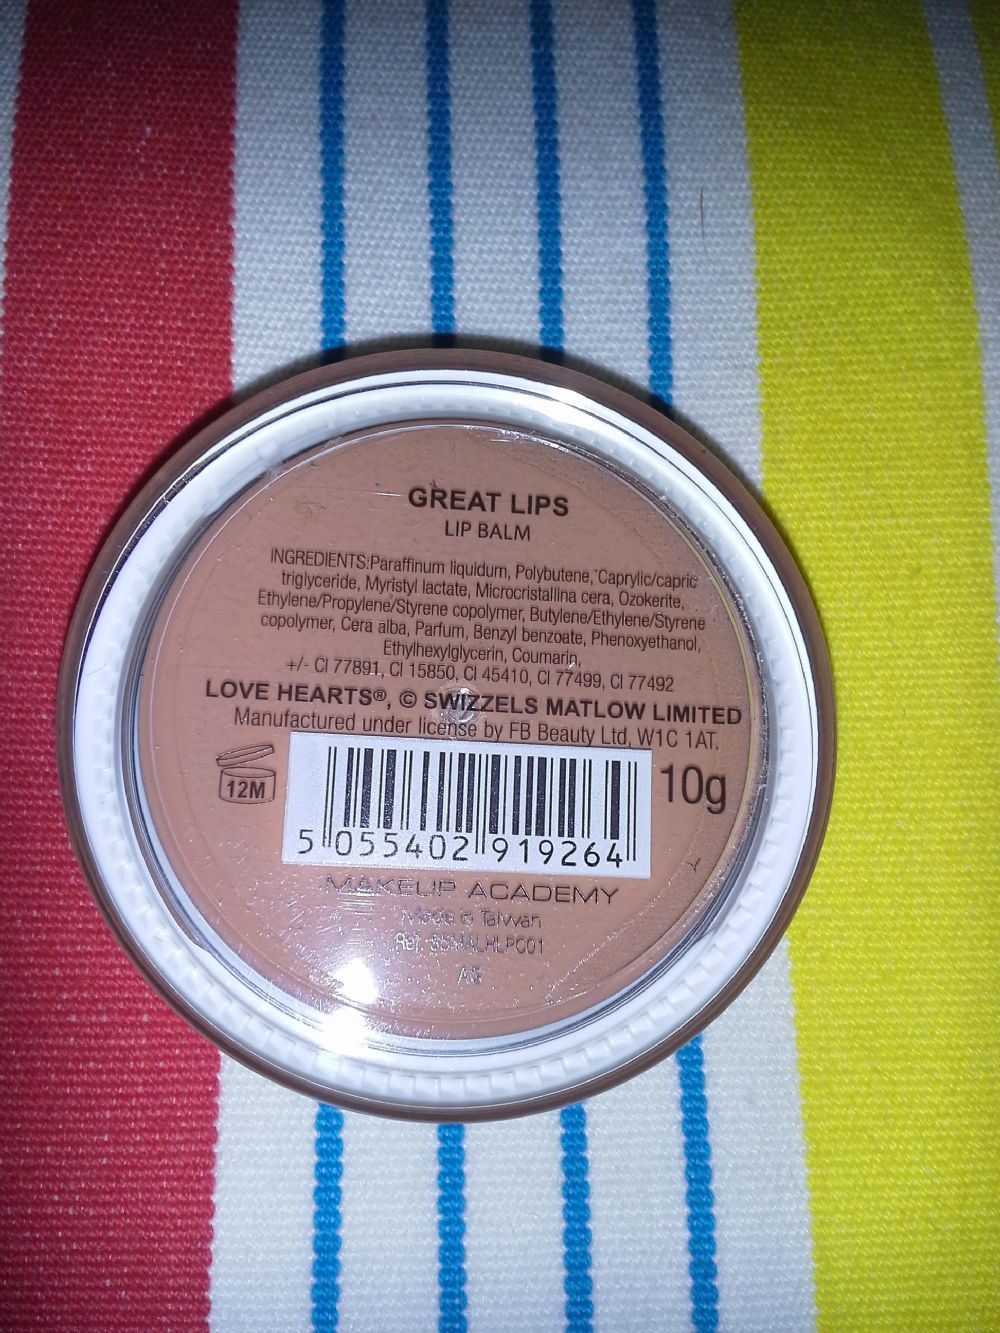 GREAT LIPS
LIP BALM
INGREDIENTS:Paraffinum liquidum, Polybutene, Caprylic/capric
triglyceride, Myristyl lactate, Microcristallina cera, Ozokerite,
Ethylene/Propylene/Styrene copolymer, Butylene/Ethylene/Styrene
copolymer, Cera alba, Parfum, Benzyl benzoate, Phenoxyethanol,
Ethylhexylglycerin, Coumarin,
+/- CI 77891, CI 15850, CI 45410, CI 77499, CI 77492
LOVE HEARTS®, © SWIZZELS MATLOW LIMITED
Manufactured under license by FB Beauty Ltd, W1C 1AT.
12M
10g
5 055402 919264
MAKEUP ACADEMY
Made in Taiwan
Ref.